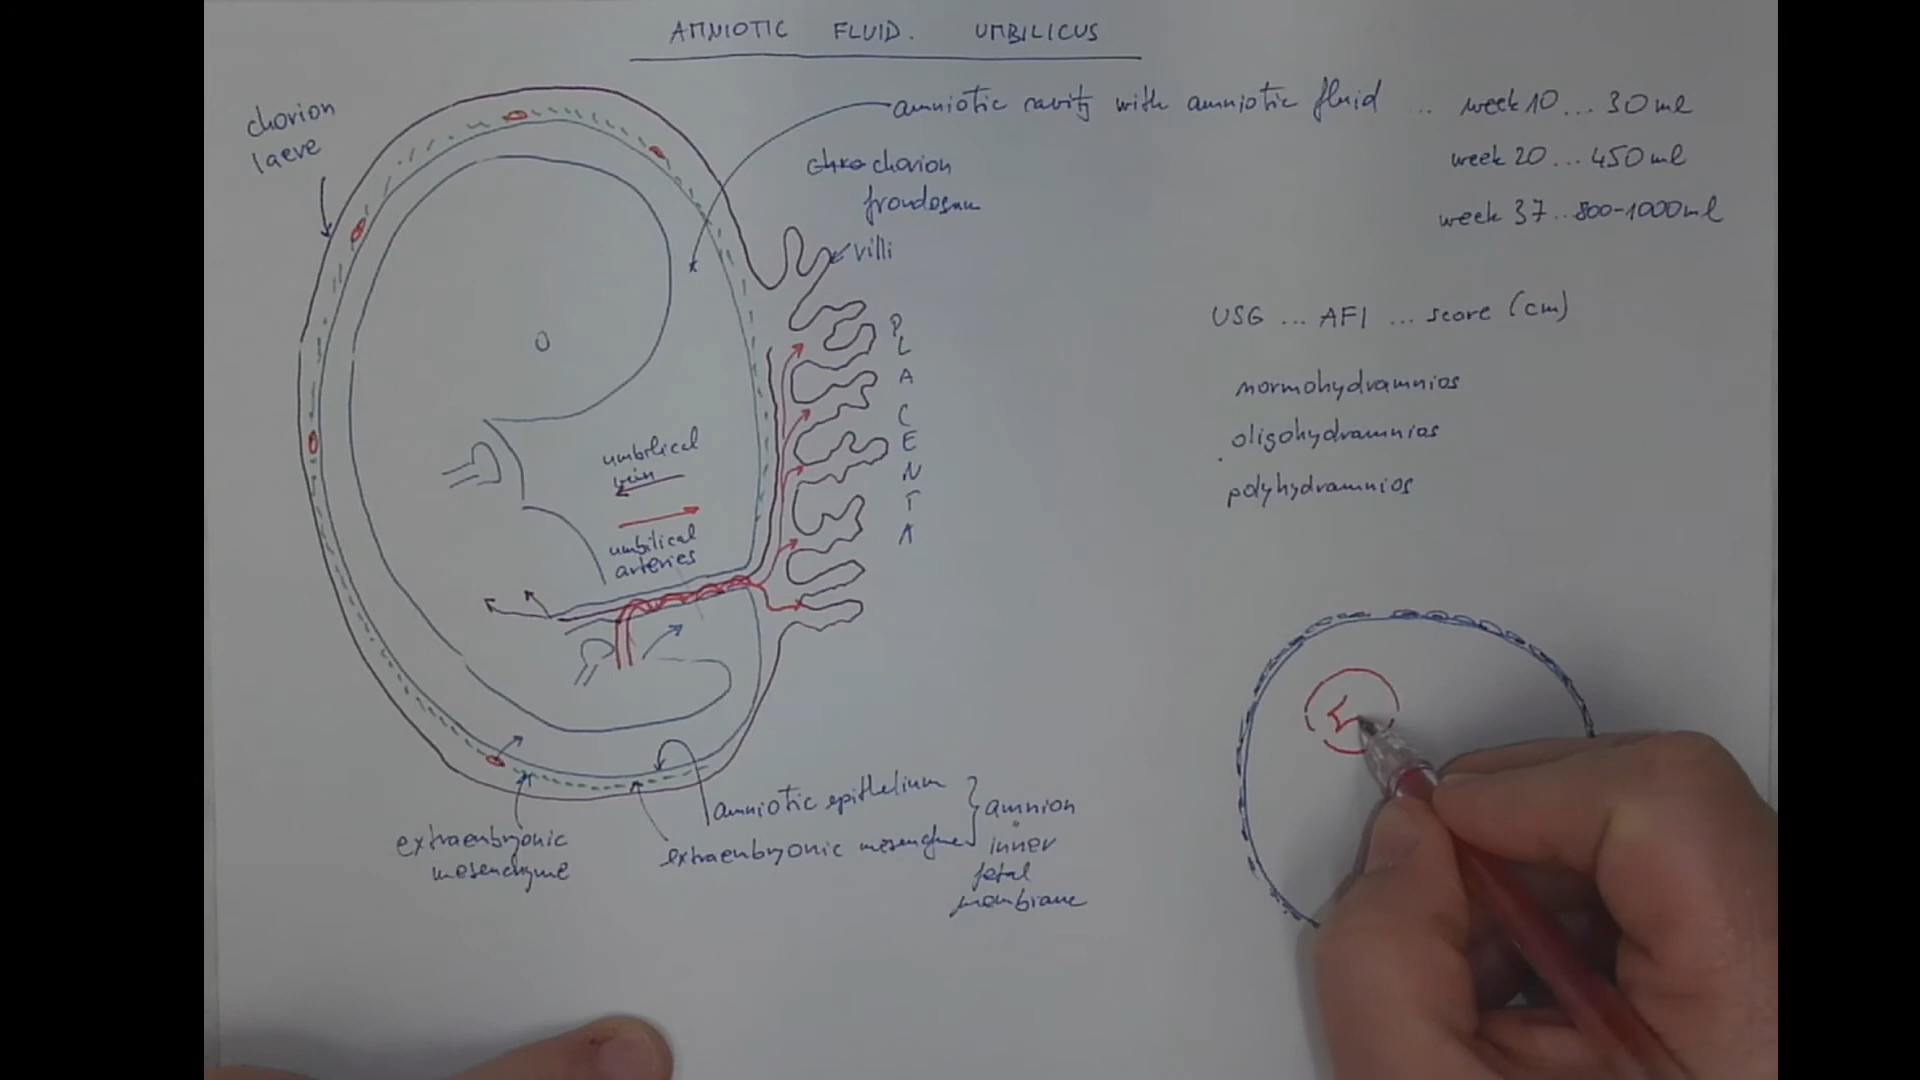 AMNIOTIC FLUID. UMBILICUS
chorion
laeve
amniotic cavity with amniotic fluid ... week 10 ... 30 ml
week 20 ... 450 ml
week 37 .. 800-1000 ml
chorion
frondosum
villi
PLACENTA
USG ... AFI ... score (cm)
normohydramnios
oligohydramnios
polyhydramnios
umbilical
vein
umbilical
arteries
amniotic epithelium
extraembryonic mesenchyme
amnion
inner
fetal
membrane
extraembryonic
mesenchyme